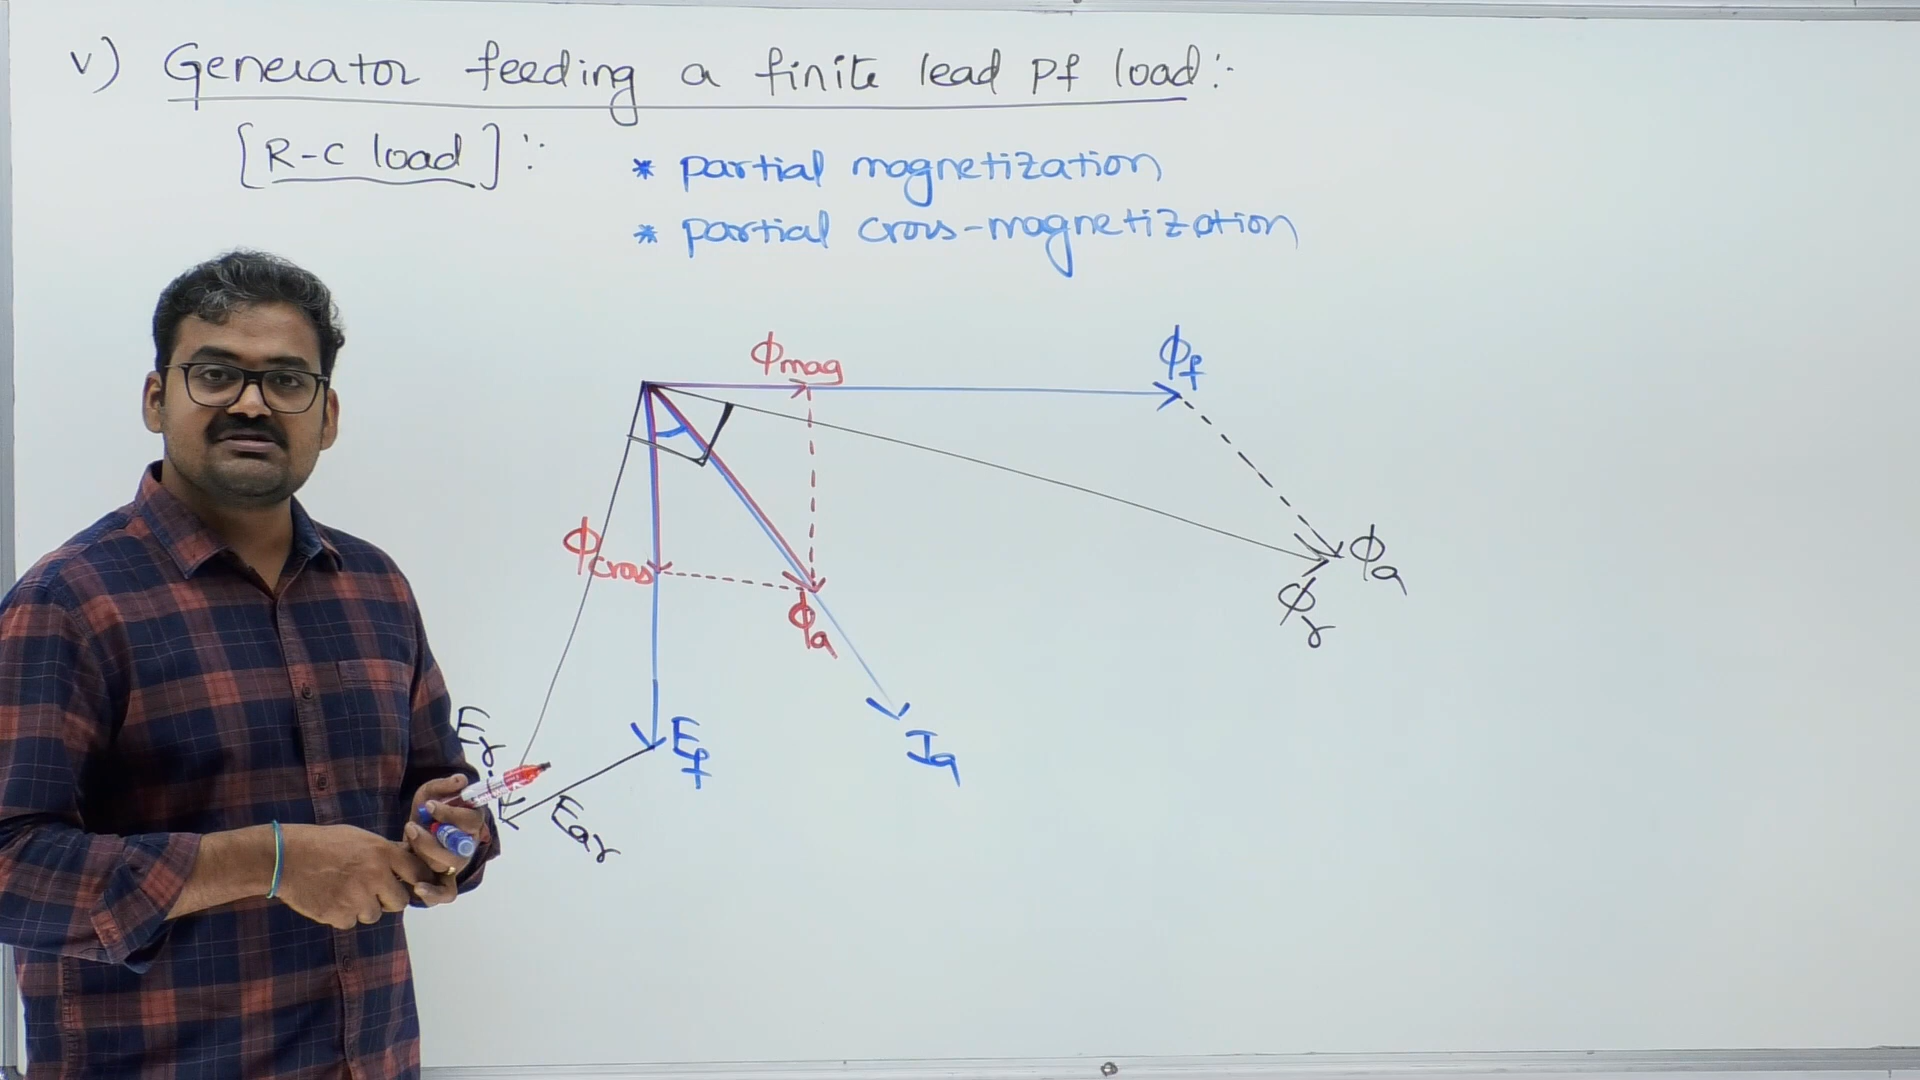 v) Generator feeding a finite lead Pf load:-
[R-C load]:-
* partial magnetization
* partial cross-magnetization
ϕmag
ϕf
ϕcross
ϕa
ϕa
ϕr
Er
Ef
Ia
Ear